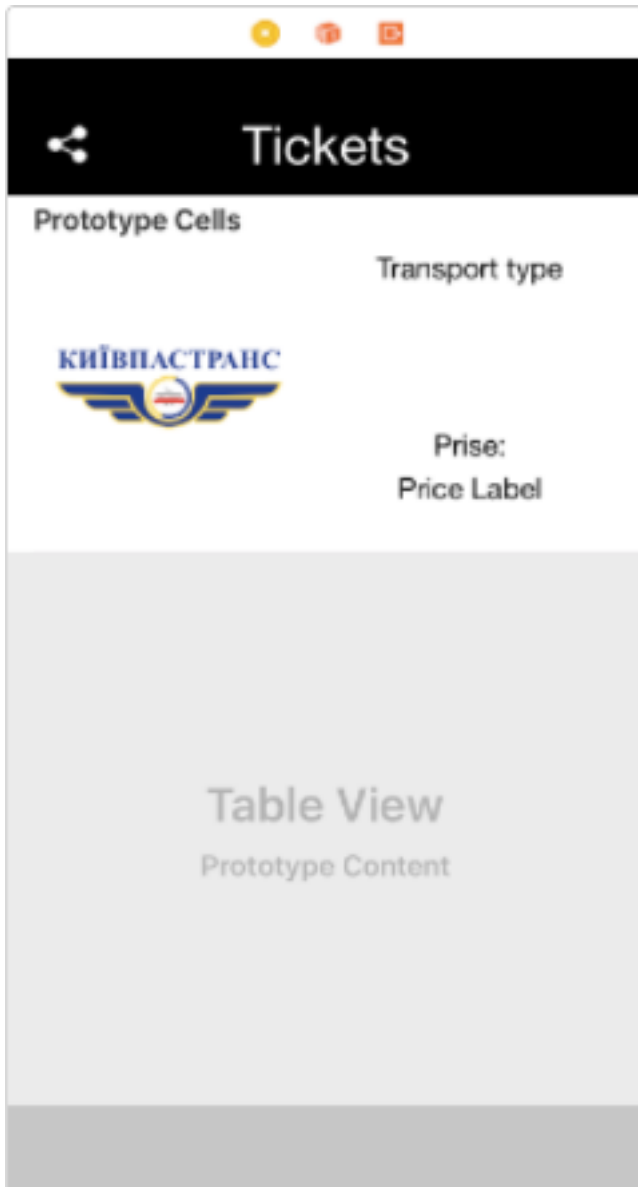 Tickets
Prototype Cells
Transport type
КИЇВПАСТРАНС
Prise:
Price Label
Table View
Prototype Content